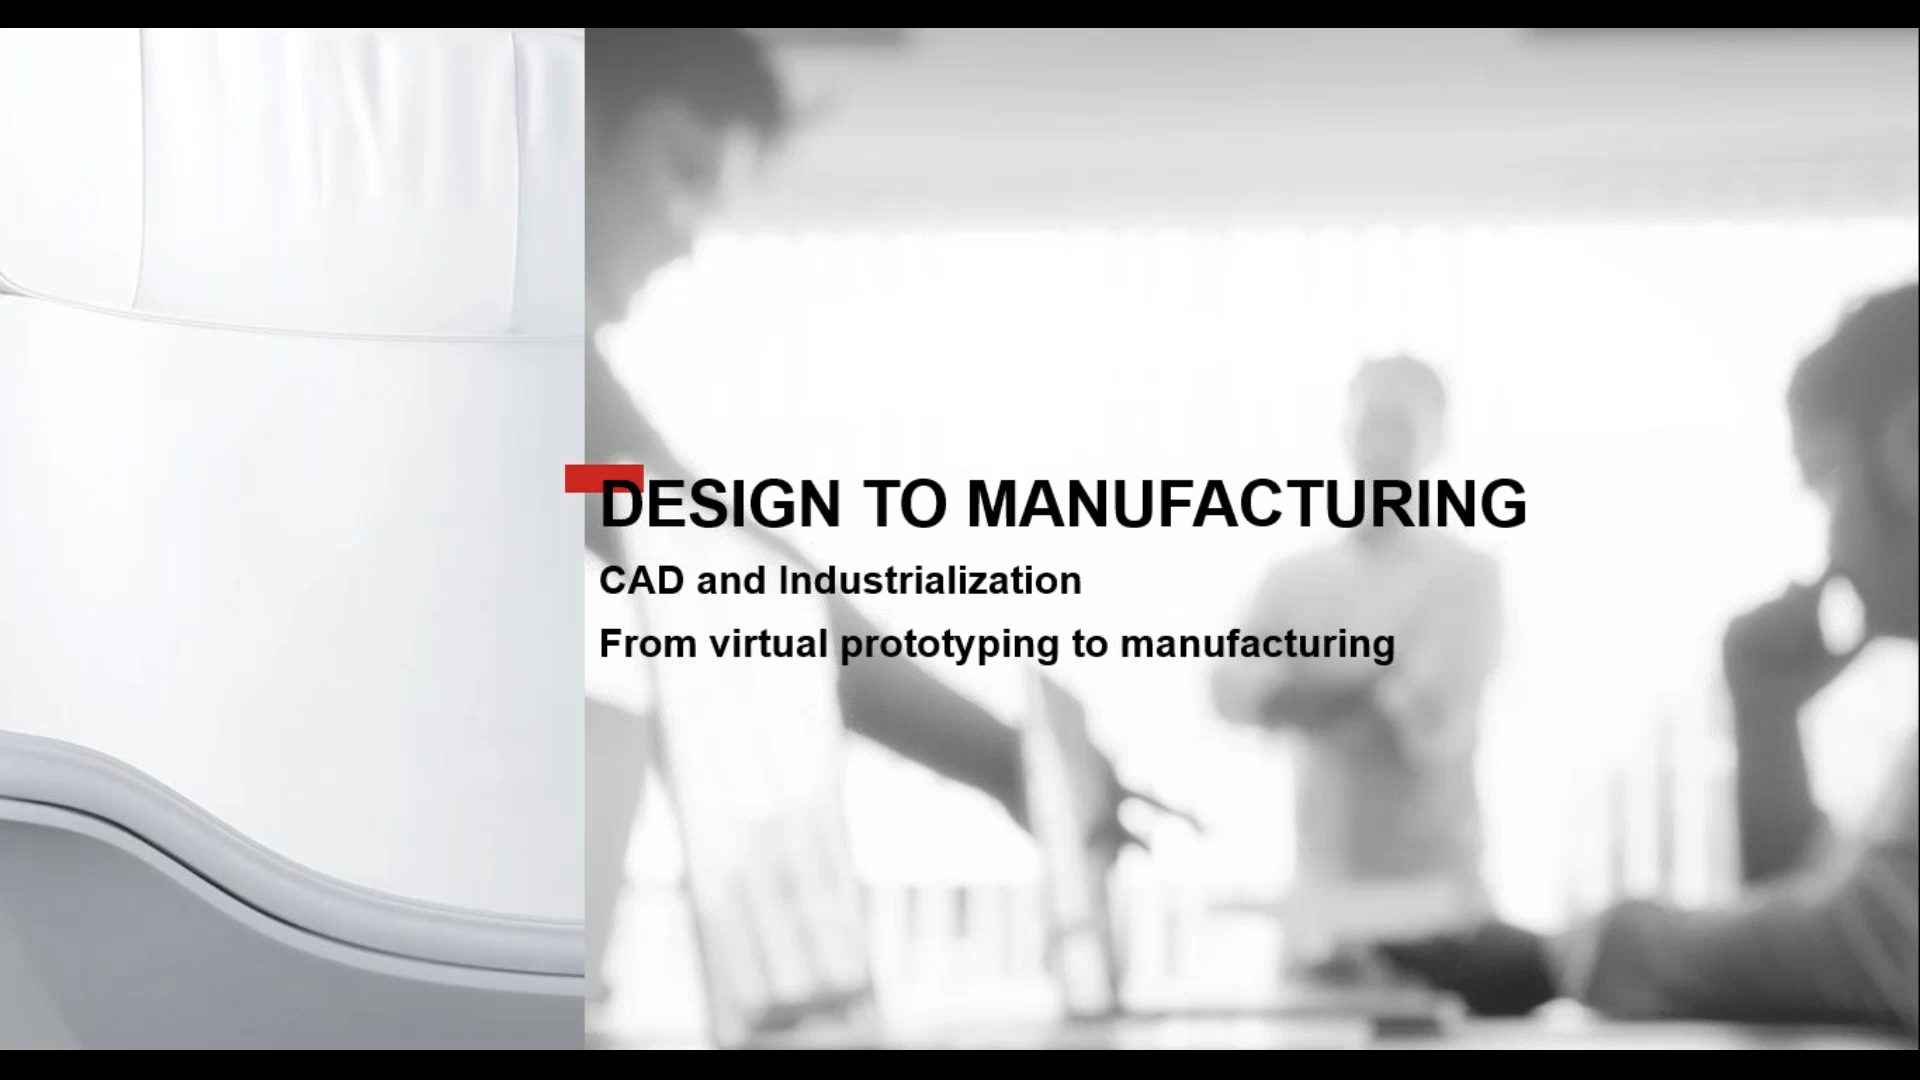 DESIGN TO MANUFACTURING
CAD and Industrialization
From virtual prototyping to manufacturing